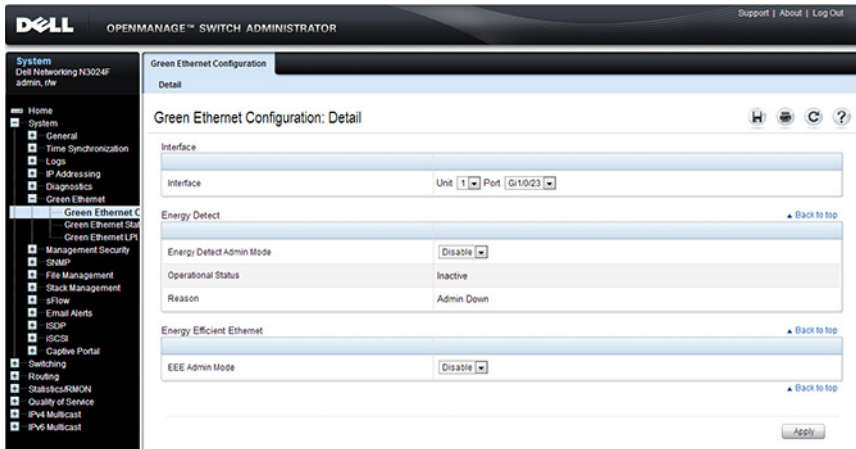 DELL OPENMANAGE™ SWITCH ADMINISTRATOR
Support | About | Log Out
System
Dell Networking N3024F
admin, r/w
Home
System
General
Time Synchronization
Logs
IP Addressing
Diagnostics
Green Ethernet
Green Ethernet C
Green Ethernet Stat
Green Ethernet LPI
Management Security
SNMP
File Management
Stack Management
sFlow
Email Alerts
ISDP
iSCSI
Captive Portal
Switching
Routing
Statistics/RMON
Quality of Service
IPv4 Multicast
IPv6 Multicast
Green Ethernet Configuration
Detail
Green Ethernet Configuration: Detail
Interface
Interface Unit 1 Port Gi1/0/23
Energy Detect Back to top
Energy Detect Admin Mode Disable
Operational Status Inactive
Reason Admin Down
Energy Efficient Ethernet Back to top
EEE Admin Mode Disable
Back to top
Apply